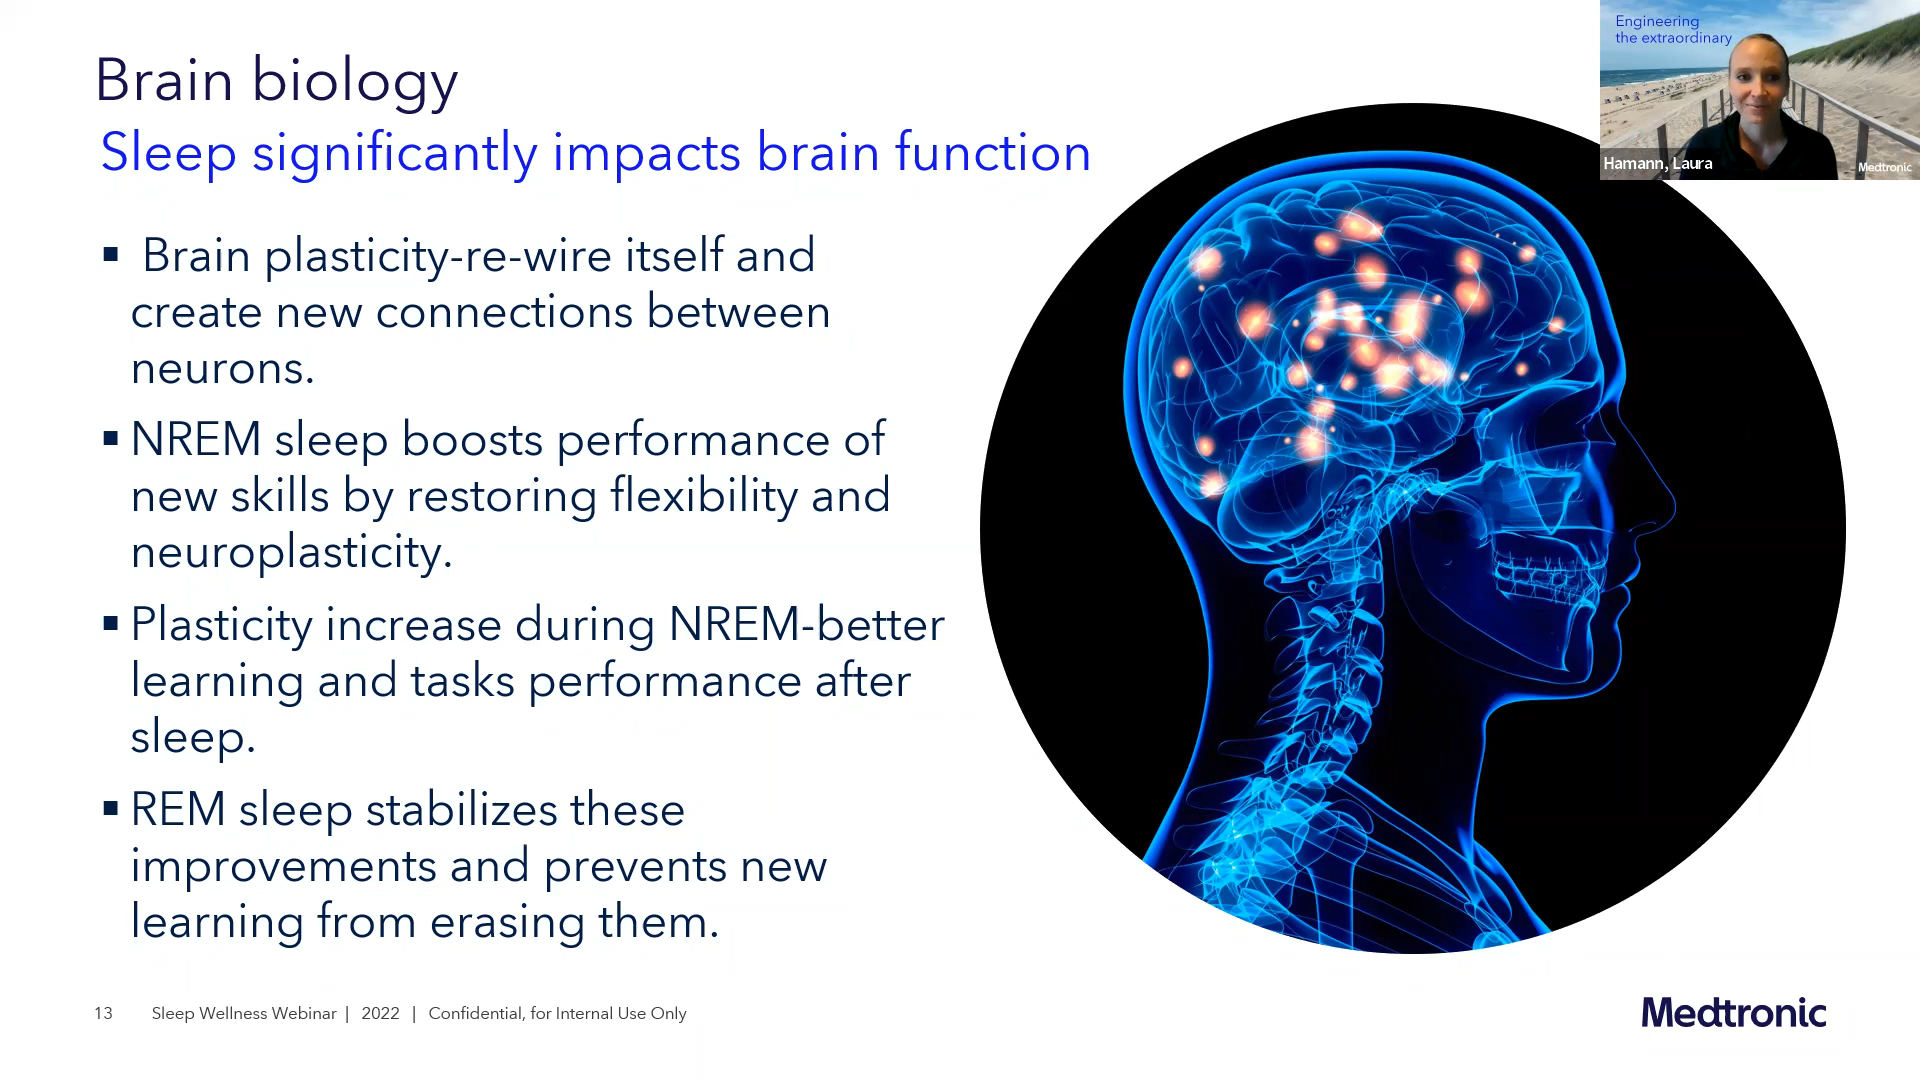 Brain biology
Sleep significantly impacts brain function
▪ Brain plasticity-re-wire itself and
create new connections between
neurons.
▪ NREM sleep boosts performance of
new skills by restoring flexibility and
neuroplasticity.
▪ Plasticity increase during NREM-better
learning and tasks performance after
sleep.
▪ REM sleep stabilizes these
improvements and prevents new
learning from erasing them.
Engineering
the extraordinary
Hamann, Laura
Medtronic
13 Sleep Wellness Webinar | 2022 | Confidential, for Internal Use Only
Medtronic